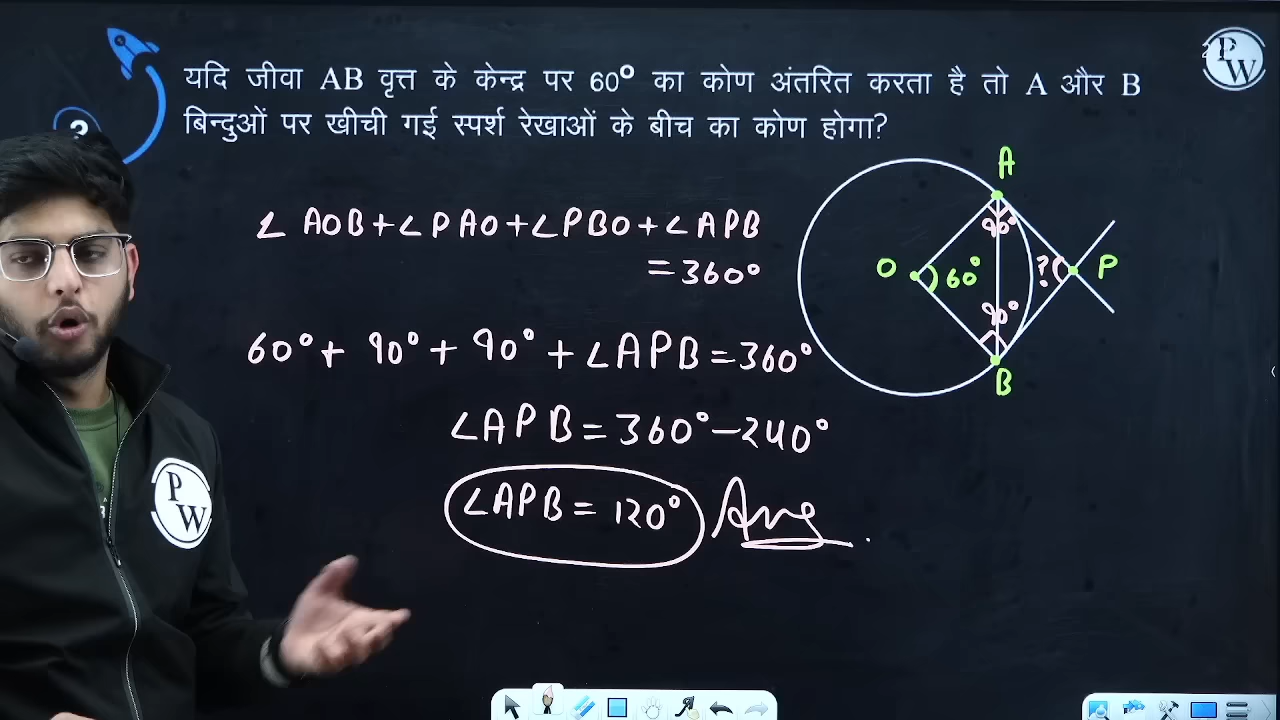 यदि जीवा AB वृत्त के केन्द्र पर 60° का कोण अंतरित करता है तो A और B
बिन्दुओं पर खीची गई स्पर्श रेखाओं के बीच का कोण होगा?
?
PW
∠AOB+∠PAO+∠PBO+∠APB
=360°
60°+90°+90°+∠APB=360°
∠APB=360°-240°
∠APB=120° Ans
A
90°
O
60°
?
P
90°
B
PW